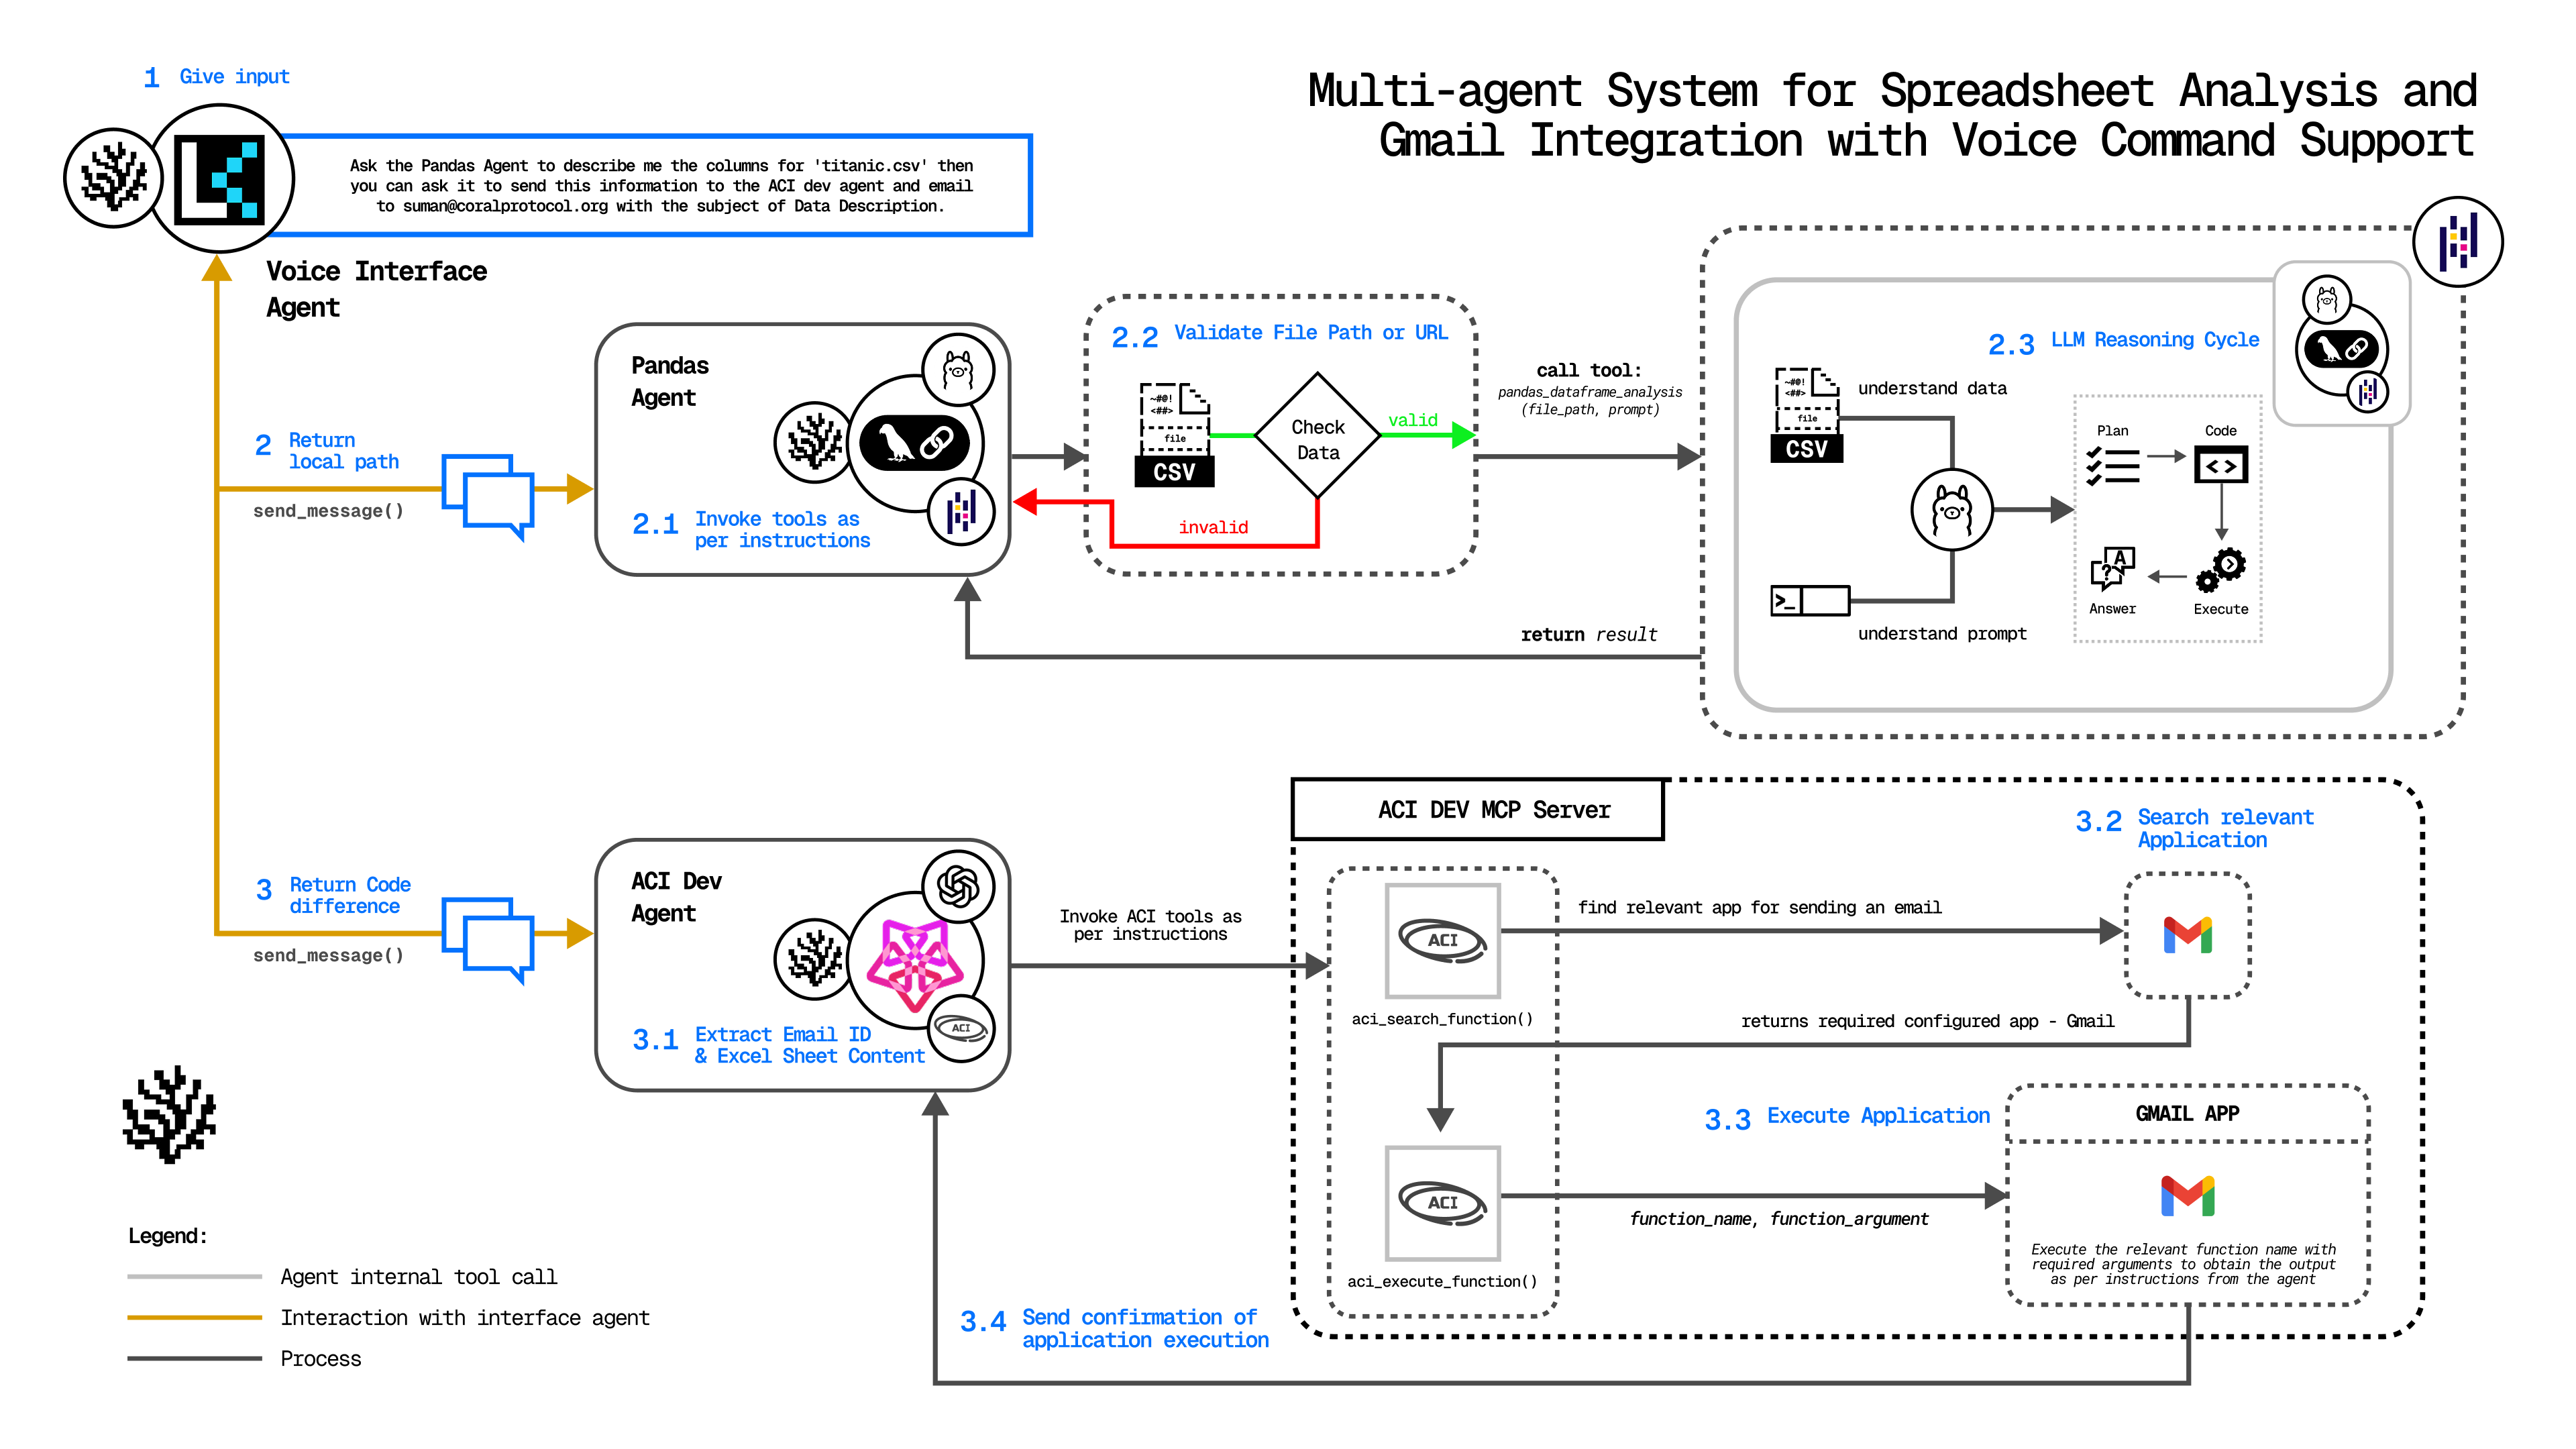 1 Give input
Multi-agent System for Spreadsheet Analysis and
Gmail Integration with Voice Command Support
Ask the Pandas Agent to describe me the columns for 'titanic.csv' then
you can ask it to send this information to the ACI dev agent and email
to suman@coralprotocol.org with the subject of Data Description.
Voice Interface
Agent
2 Return
local path
send_message()
Pandas
Agent
2.1 Invoke tools as
per instructions
2.2 Validate File Path or URL
~#@!
<##>
file
CSV
Check
Data
valid
invalid
call tool:
pandas_dataframe_analysis
(file_path, prompt)
return result
2.3 LLM Reasoning Cycle
~#@!
<##>
file
CSV
understand data
>_
understand prompt
Plan
Code
< >
A
?
Answer
Execute
3 Return Code
difference
send_message()
ACI Dev
Agent
ACI
3.1 Extract Email ID
& Excel Sheet Content
Invoke ACI tools as
per instructions
ACI DEV MCP Server
ACI
aci_search_function()
find relevant app for sending an email
3.2 Search relevant
Application
returns required configured app - Gmail
ACI
aci_execute_function()
3.3 Execute Application
function_name, function_argument
GMAIL APP
Execute the relevant function name with
required arguments to obtain the output
as per instructions from the agent
3.4 Send confirmation of
application execution
Legend:
Agent internal tool call
Interaction with interface agent
Process